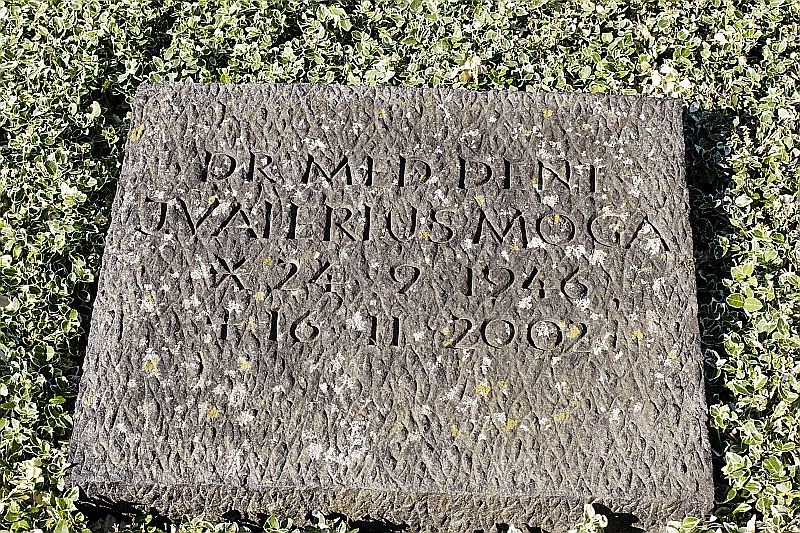 DR MED DENT
J VALERIUS MOGA
* 24 9 1946
† 16 11 2002